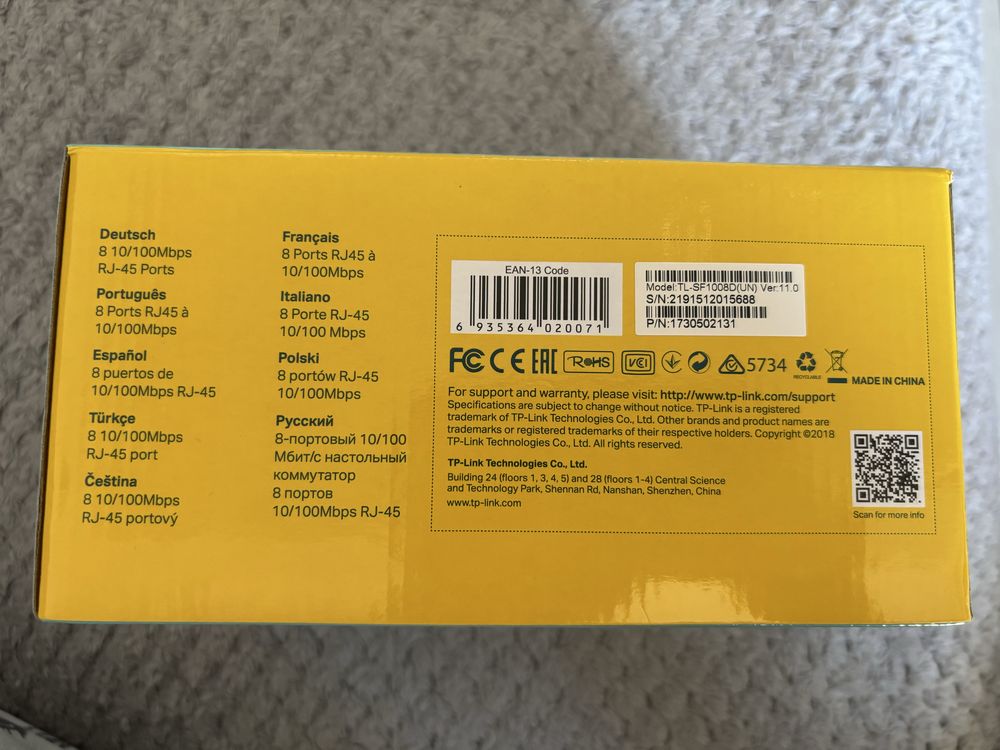 Deutsch
8 10/100Mbps
RJ-45 Ports
Português
8 Ports RJ45 à
10/100Mbps
Español
8 puertos de
10/100Mbps RJ-45
Türkçe
8 10/100Mbps
RJ-45 port
Čeština
8 10/100Mbps
RJ-45 portový
Français
8 Ports RJ45 à
10/100Mbps
Italiano
8 Porte RJ-45
10/100 Mbps
Polski
8 portów RJ-45
10/100Mbps
Русский
8-портовый 10/100
Мбит/с настольный
коммутатор
8 портов
10/100Mbps RJ-45
EAN-13 Code
6 935364 020071
Model:TL-SF1008D(UN) Ver:11.0
S/N:2191512015688
P/N:1730502131
FC CE EAC RoHS VCCI 5734
RECYCLABLE
MADE IN CHINA
For support and warranty, please visit: http://www.tp-link.com/support
Specifications are subject to change without notice. TP-Link is a registered
trademark of TP-Link Technologies Co., Ltd. Other brands and product names are
trademarks or registered trademarks of their respective holders. Copyright ©2018
TP-Link Technologies Co., Ltd. All rights reserved.
TP-Link Technologies Co., Ltd.
Building 24 (floors 1, 3, 4, 5) and 28 (floors 1-4) Central Science
and Technology Park, Shennan Rd, Nanshan, Shenzhen, China
www.tp-link.com
Scan for more info